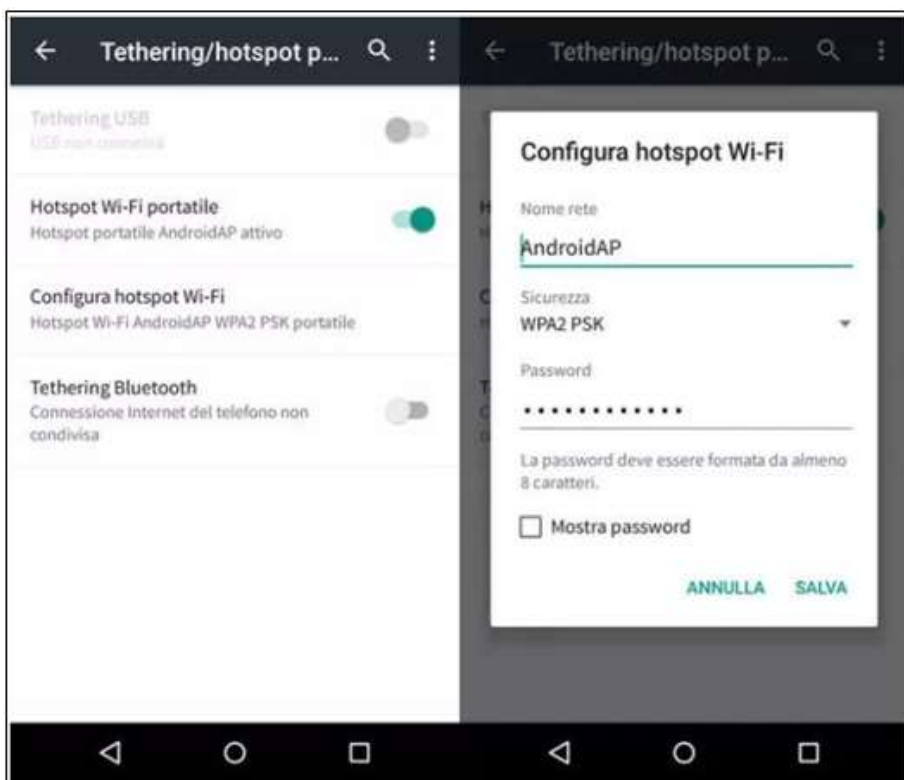 Tethering/hotspot p...
Tethering USB
USB non connesso
Hotspot Wi-Fi portatile
Hotspot portatile AndroidAP attivo
Configura hotspot Wi-Fi
Hotspot Wi-Fi AndroidAP WPA2 PSK portatile
Tethering Bluetooth
Connessione Internet del telefono non
condivisa
Tethering/hotspot p...
Configura hotspot Wi-Fi
Nome rete
AndroidAP
Sicurezza
WPA2 PSK
Password
••••••••••••
La password deve essere formata da almeno
8 caratteri.
Mostra password
ANNULLA SALVA